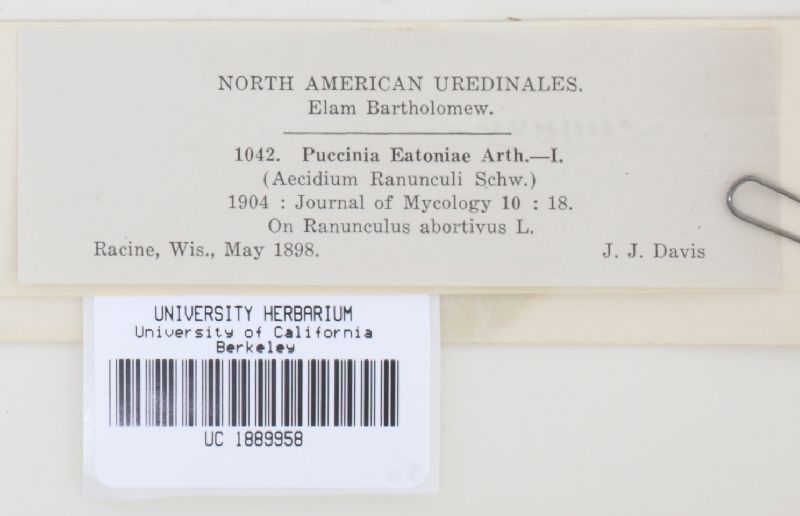 NORTH AMERICAN UREDINALES.
Elam Bartholomew.
1042. Puccinia Eatoniae Arth.—I.
(Aecidium Ranunculi Schw.)
1904 : Journal of Mycology 10 : 18.
On Ranunculus abortivus L.
Racine, Wis., May 1898. J. J. Davis
UNIVERSITY HERBARIUM
University of California
Berkeley
UC 1889958